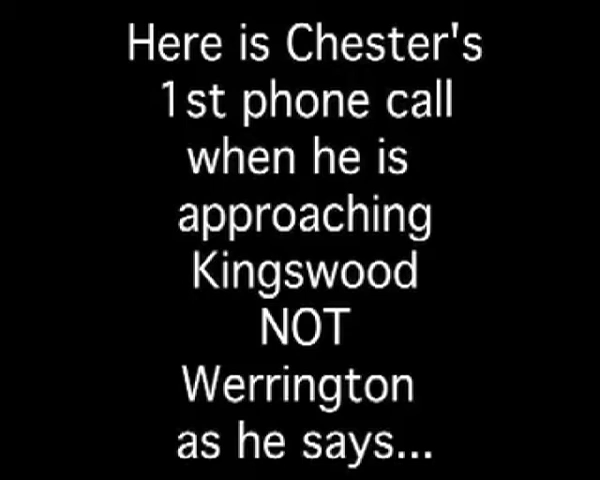 Here is Chester's
1st phone call
when he is
approaching
Kingswood
NOT
Werrington
as he says...